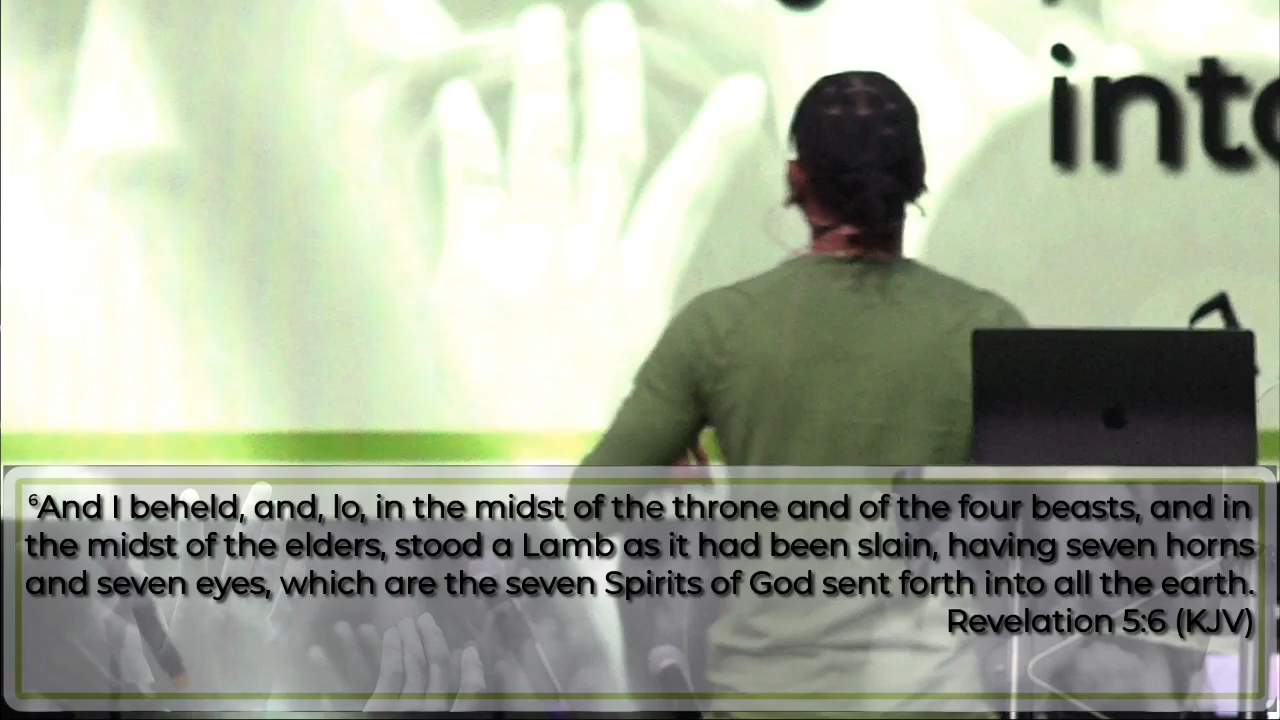 into
⁶And I beheld, and, lo, in the midst of the throne and of the four beasts, and in
the midst of the elders, stood a Lamb as it had been slain, having seven horns
and seven eyes, which are the seven Spirits of God sent forth into all the earth.
Revelation 5:6 (KJV)